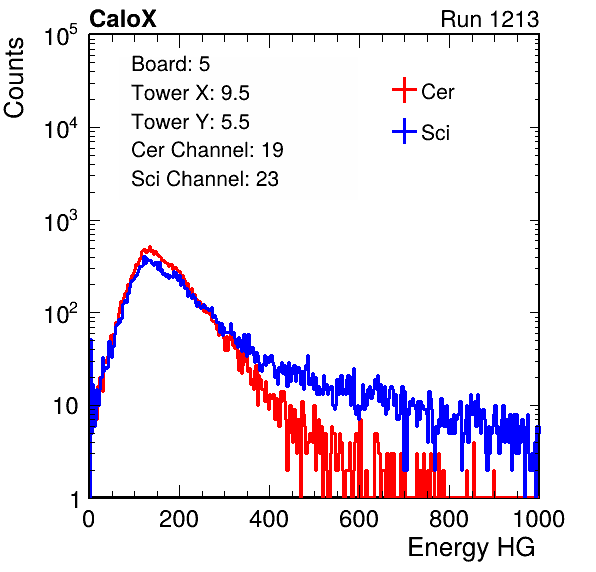 CaloX Run 1213
Board: 5
Tower X: 9.5
Tower Y: 5.5
Cer Channel: 19
Sci Channel: 23
Cer
Sci
Counts
10^5
10^4
10^3
10^2
10
1
0 200 400 600 800 1000
Energy HG